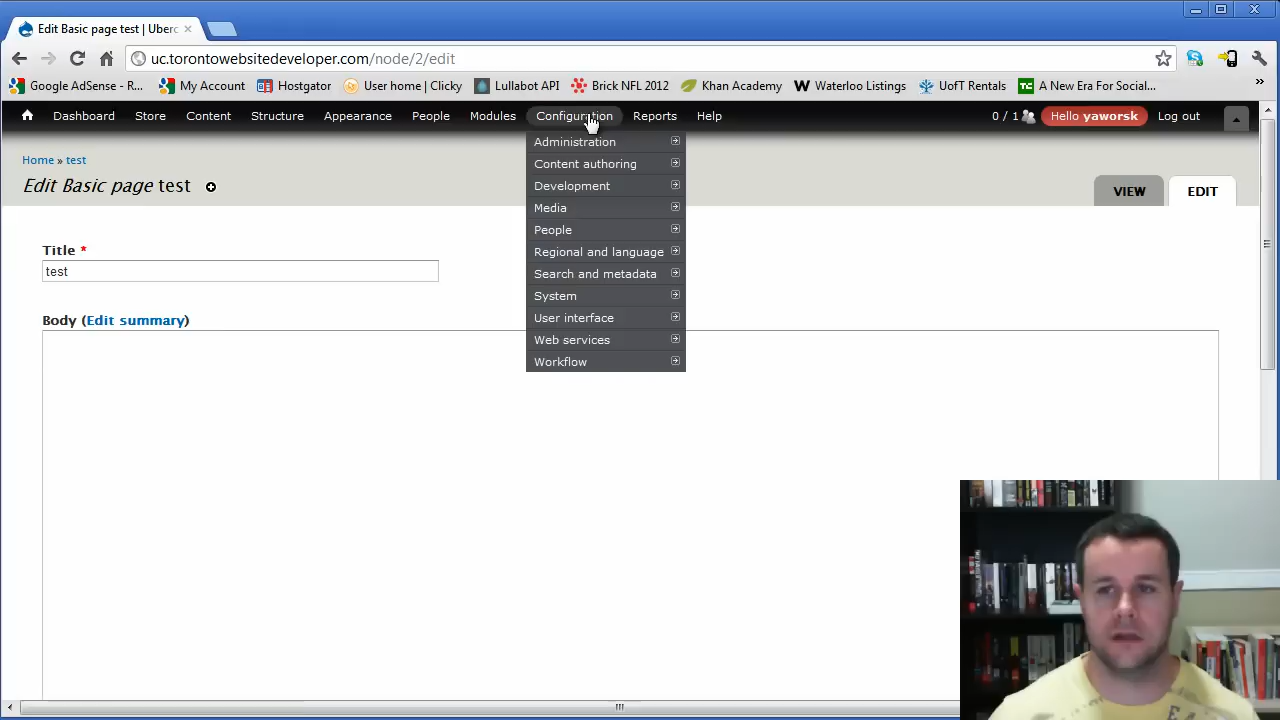 Edit Basic page test | Uberc
uc.torontowebsitedeveloper.com/node/2/edit
Google AdSense - R... My Account Hostgator User home | Clicky Lullabot API Brick NFL 2012 Khan Academy Waterloo Listings UofT Rentals A New Era For Social... »
Dashboard Store Content Structure Appearance People Modules Configuration Reports Help 0 / 1 Hello yaworsk Log out
Administration
Home » test
Content authoring
Edit Basic page test
Development
VIEW EDIT
Media
People
Title *
Regional and language
test
Search and metadata
System
Body (Edit summary)
User interface
Web services
Workflow